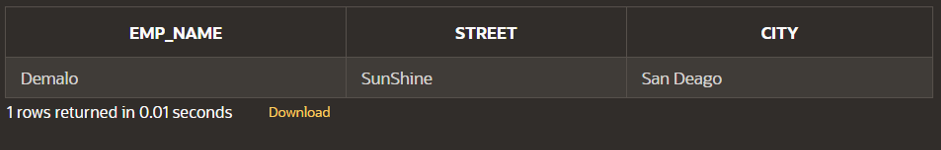 EMP_NAME STREET CITY
Demalo SunShine San Deago
1 rows returned in 0.01 seconds Download